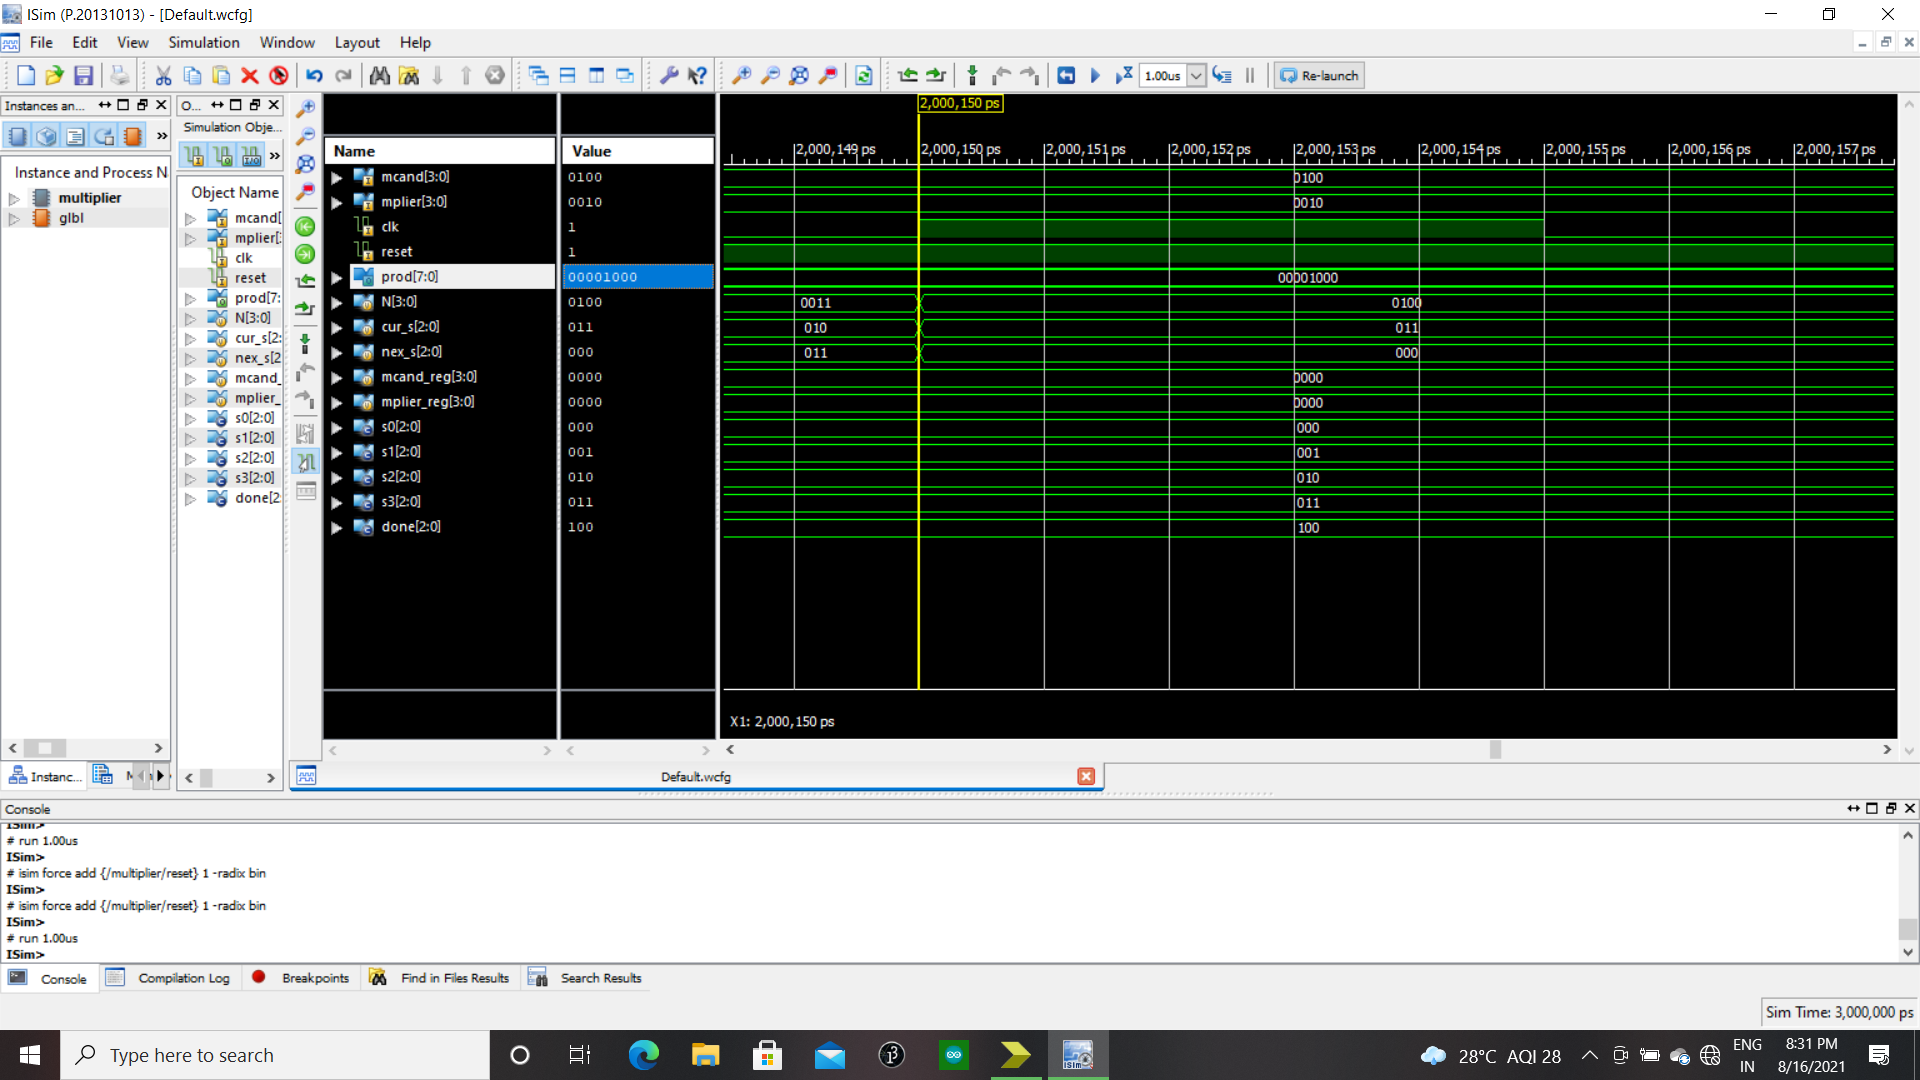 ISim (P.20131013) - [Default.wcfg]
File Edit View Simulation Window Layout Help
1.00us Re-launch
Instances an...
O...
Simulation Obje...
Instance and Process N
multiplier
glbl
Object Name
mcand[
mplier[
clk
reset
prod[7:
N[3:0]
cur_s[2:
nex_s[2
mcand_
mplier_
s0[2:0]
s1[2:0]
s2[2:0]
s3[2:0]
done[2:
Name Value
mcand[3:0] 0100
mplier[3:0] 0010
clk 1
reset 1
prod[7:0] 00001000
N[3:0] 0100
cur_s[2:0] 011
nex_s[2:0] 000
mcand_reg[3:0] 0000
mplier_reg[3:0] 0000
s0[2:0] 000
s1[2:0] 001
s2[2:0] 010
s3[2:0] 011
done[2:0] 100
2,000,150 ps
2,000,149 ps 2,000,150 ps 2,000,151 ps 2,000,152 ps 2,000,153 ps 2,000,154 ps 2,000,155 ps 2,000,156 ps 2,000,157 ps
0100
0010
00001000
0011 0100
010 011
011 000
0000
0000
000
001
010
011
100
X1: 2,000,150 ps
Instanc...
Default.wcfg
Console
ISim>
# run 1.00us
ISim>
# isim force add {/multiplier/reset} 1 -radix bin
ISim>
# isim force add {/multiplier/reset} 1 -radix bin
ISim>
# run 1.00us
ISim>
Console Compilation Log Breakpoints Find in Files Results Search Results
Sim Time: 3,000,000 ps
Type here to search
28°C AQI 28
ENG
IN
8:31 PM
8/16/2021